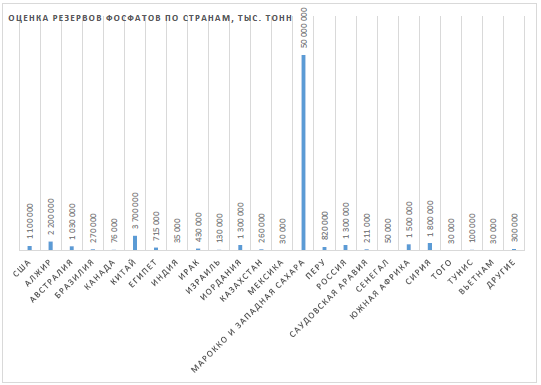 ОЦЕНКА РЕЗЕРВОВ ФОСФАТОВ ПО СТРАНАМ, ТЫС. ТОНН
1 100 000
2 200 000
1 030 000
270 000
76 000
3 700 000
715 000
35 000
430 000
130 000
1 300 000
260 000
30 000
50 000 000
820 000
1 300 000
211 000
50 000
1 500 000
1 800 000
30 000
100 000
30 000
300 000
США
АЛЖИР
АВСТРАЛИЯ
БРАЗИЛИЯ
КАНАДА
КИТАЙ
ЕГИПЕТ
ИНДИЯ
ИРАК
ИЗРАИЛЬ
ИОРДАНИЯ
КАЗАХСТАН
МЕКСИКА
МАРОККО И ЗАПАДНАЯ САХАРА
ПЕРУ
РОССИЯ
САУДОВСКАЯ АРАВИЯ
СЕНЕГАЛ
ЮЖНАЯ АФРИКА
СИРИЯ
ТОГО
ТУНИС
ВЬЕТНАМ
ДРУГИЕ